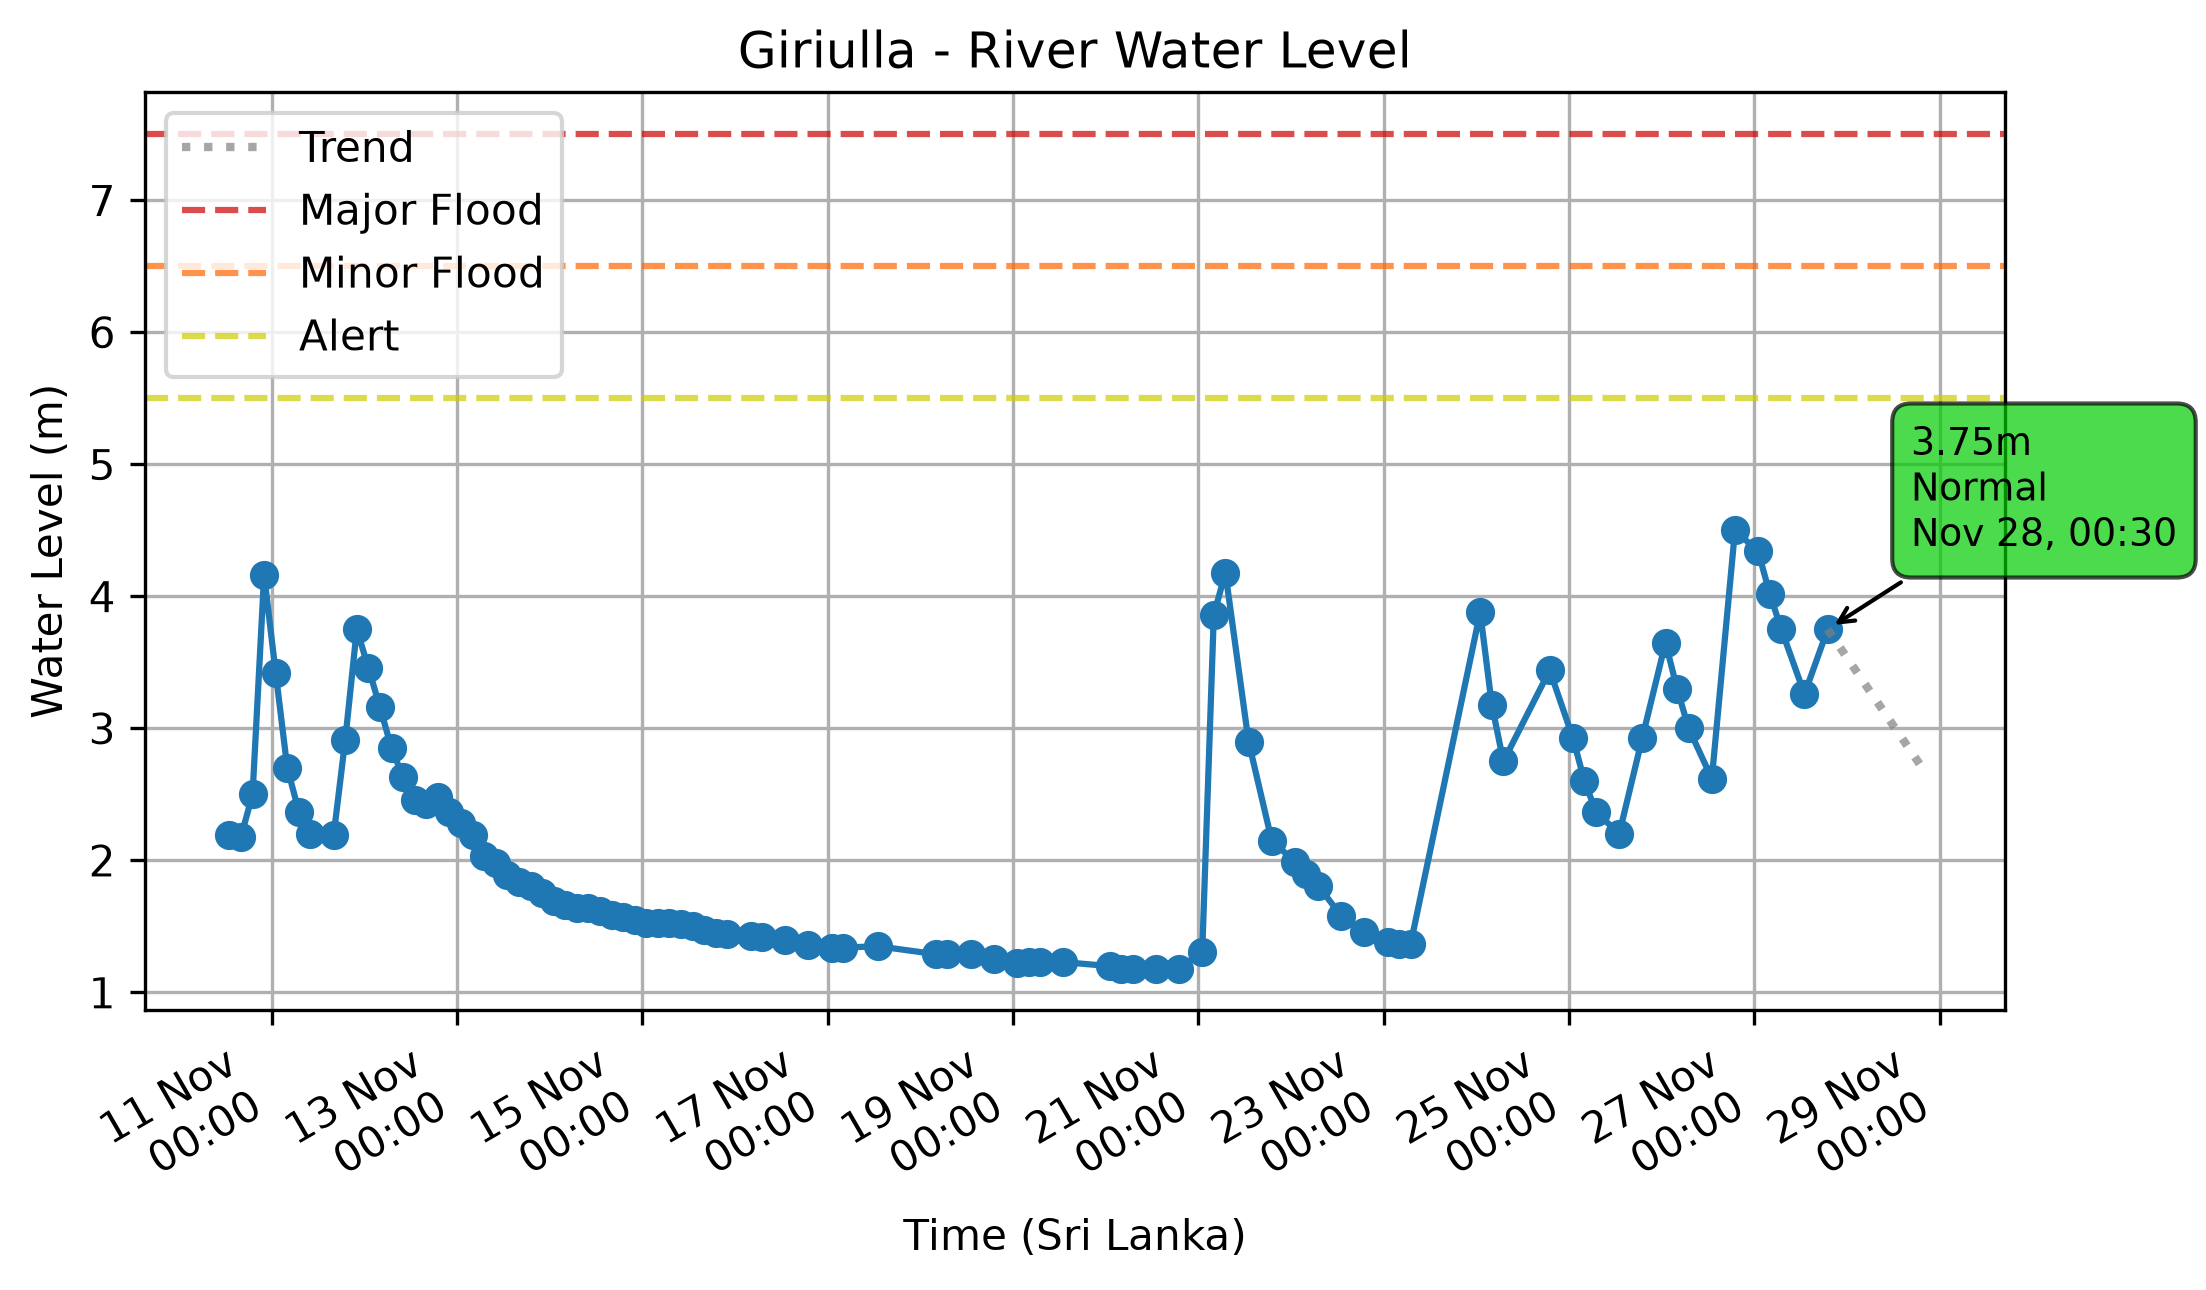 Giriulla - River Water Level
Trend
Major Flood
Minor Flood
Alert
Water Level (m)
7
6
5
4
3
2
1
3.75m
Normal
Nov 28, 00:30
11 Nov
00:00
13 Nov
00:00
15 Nov
00:00
17 Nov
00:00
19 Nov
00:00
21 Nov
00:00
23 Nov
00:00
25 Nov
00:00
27 Nov
00:00
29 Nov
00:00
Time (Sri Lanka)